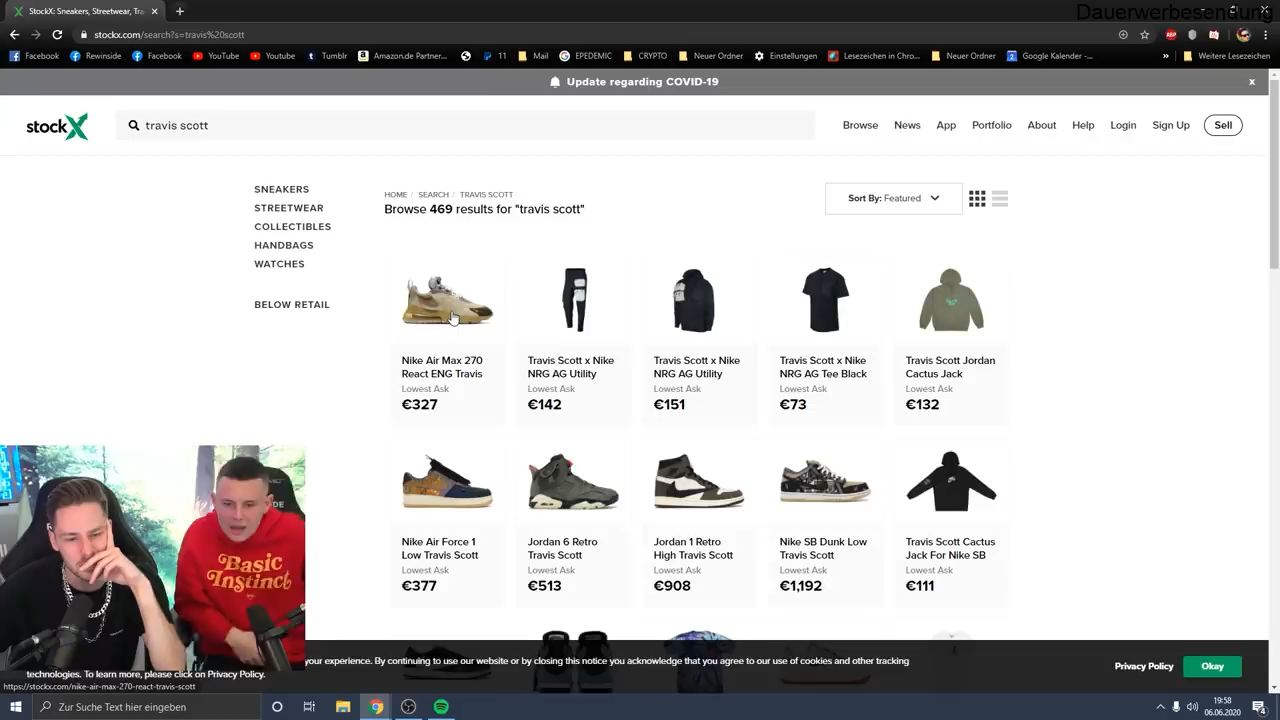 Dauerwerbesendung
StockX: Sneakers, Streetwear, Tra
stockx.com/search?s=travis%20scott
Facebook
Rewinside
Facebook
YouTube
Youtube
Tumblr
Amazon.de Partner...
11
Mail
EPEDEMIC
CRYPTO
Neuer Ordner
Einstellungen
Lesezeichen in Chro...
Neuer Ordner
Google Kalender -...
»
Weitere Lesezeichen
Update regarding COVID-19
x
stockX
travis scott
Browse
News
App
Portfolio
About
Help
Login
Sign Up
Sell
SNEAKERS
STREETWEAR
COLLECTIBLES
HANDBAGS
WATCHES
BELOW RETAIL
HOME / SEARCH / TRAVIS SCOTT
Browse 469 results for "travis scott"
Sort By: Featured
Nike Air Max 270
React ENG Travis
Lowest Ask
€327
Travis Scott x Nike
NRG AG Utility
Lowest Ask
€142
Travis Scott x Nike
NRG AG Utility
Lowest Ask
€151
Travis Scott x Nike
NRG AG Tee Black
Lowest Ask
€73
Travis Scott Jordan
Cactus Jack
Lowest Ask
€132
Nike Air Force 1
Low Travis Scott
Lowest Ask
€377
Jordan 6 Retro
Travis Scott
Lowest Ask
€513
Jordan 1 Retro
High Travis Scott
Lowest Ask
€908
Nike SB Dunk Low
Travis Scott
Lowest Ask
€1,192
Travis Scott Cactus
Jack For Nike SB
Lowest Ask
€111
Basic
Instinct
your experience. By continuing to use our website or by closing this notice you acknowledge that you agree to our use of cookies and other tracking
technologies. To learn more, please click on Privacy Policy.
Privacy Policy
Okay
https://stockx.com/nike-air-max-270-react-travis-scott
Zur Suche Text hier eingeben
19:58
06.06.2020